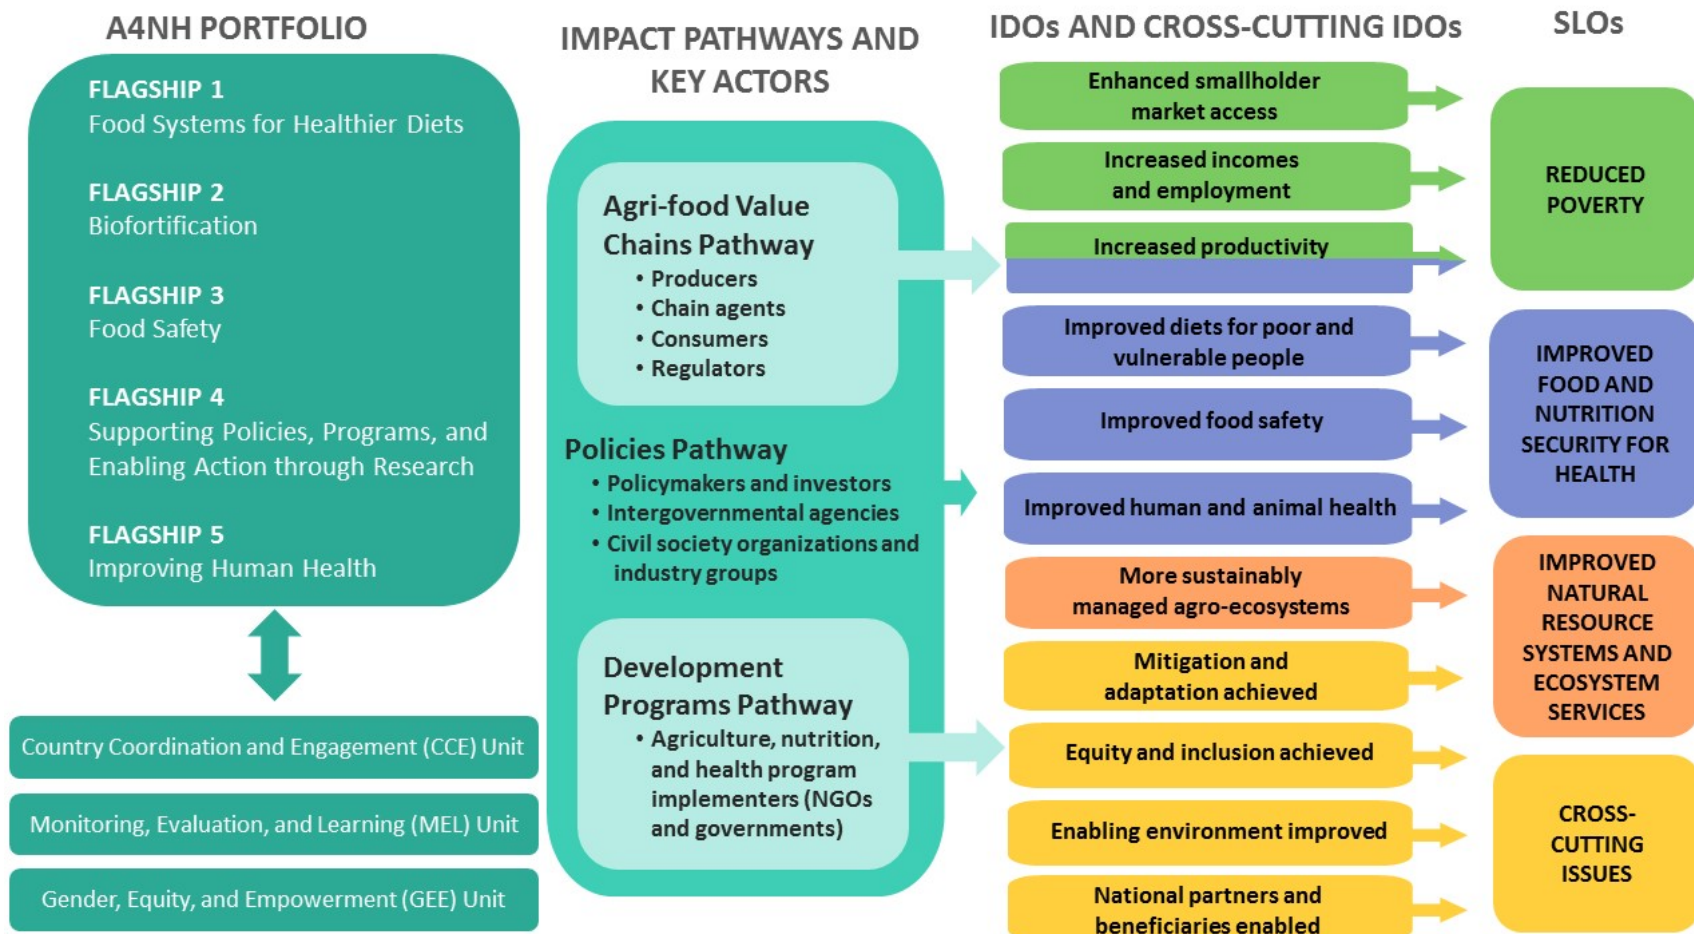 A4NH PORTFOLIO
FLAGSHIP 1
Food Systems for Healthier Diets
FLAGSHIP 2
Biofortification
FLAGSHIP 3
Food Safety
FLAGSHIP 4
Supporting Policies, Programs, and
Enabling Action through Research
FLAGSHIP 5
Improving Human Health
Country Coordination and Engagement (CCE) Unit
Monitoring, Evaluation, and Learning (MEL) Unit
Gender, Equity, and Empowerment (GEE) Unit
IMPACT PATHWAYS AND
KEY ACTORS
Agri-food Value
Chains Pathway
• Producers
• Chain agents
• Consumers
• Regulators
Policies Pathway
• Policymakers and investors
• Intergovernmental agencies
• Civil society organizations and
industry groups
Development
Programs Pathway
• Agriculture, nutrition,
and health program
implementers (NGOs
and governments)
IDOs AND CROSS-CUTTING IDOs
Enhanced smallholder
market access
Increased incomes
and employment
Increased productivity
Improved diets for poor and
vulnerable people
Improved food safety
Improved human and animal health
More sustainably
managed agro-ecosystems
Mitigation and
adaptation achieved
Equity and inclusion achieved
Enabling environment improved
National partners and
beneficiaries enabled
SLOs
REDUCED
POVERTY
IMPROVED
FOOD AND
NUTRITION
SECURITY FOR
HEALTH
IMPROVED
NATURAL
RESOURCE
SYSTEMS AND
ECOSYSTEM
SERVICES
CROSS-
CUTTING
ISSUES